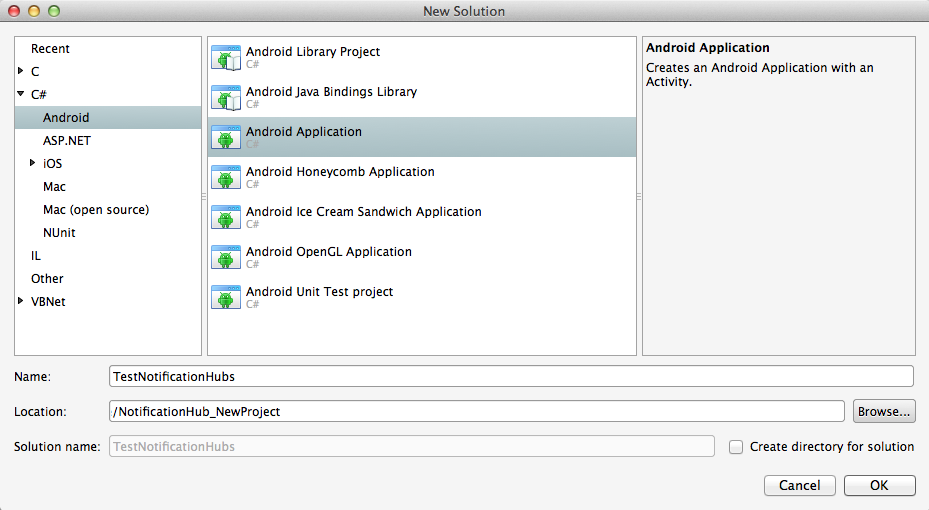 New Solution
Recent
C
C#
Android
ASP.NET
iOS
Mac
Mac (open source)
NUnit
IL
Other
VBNet
Android Library Project
C#
Android Java Bindings Library
C#
Android Application
C#
Android Honeycomb Application
C#
Android Ice Cream Sandwich Application
C#
Android OpenGL Application
C#
Android Unit Test project
C#
Android Application
Creates an Android Application with an
Activity.
Name: TestNotificationHubs
Location: /NotificationHub_NewProject Browse...
Solution name: TestNotificationHubs Create directory for solution
Cancel OK